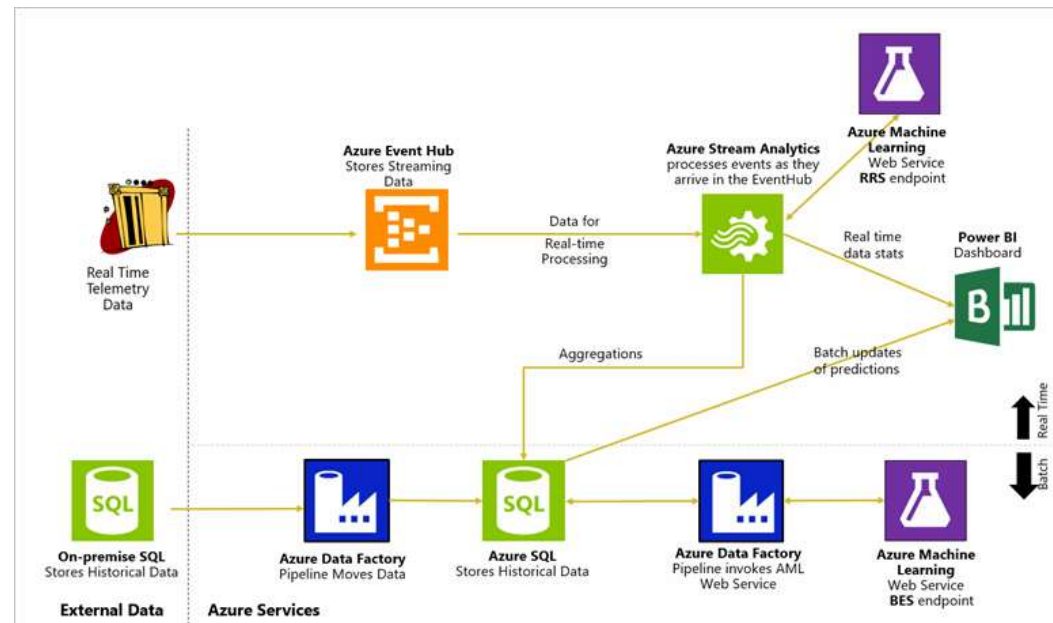 Azure Machine
Learning
Web Service
RRS endpoint
Azure Event Hub
Stores Streaming
Data
Azure Stream Analytics
processes events as they
arrive in the EventHub
Real Time
Telemetry
Data
Data for
Real-time
Processing
Real time
data stats
Power BI
Dashboard
B
Aggregations
Batch updates
of predictions
Real Time
Batch
SQL
On-premise SQL
Stores Historical Data
Azure Data Factory
Pipeline Moves Data
SQL
Azure SQL
Stores Historical Data
Azure Data Factory
Pipeline invokes AML
Web Service
Azure Machine
Learning
Web Service
BES endpoint
External Data
Azure Services